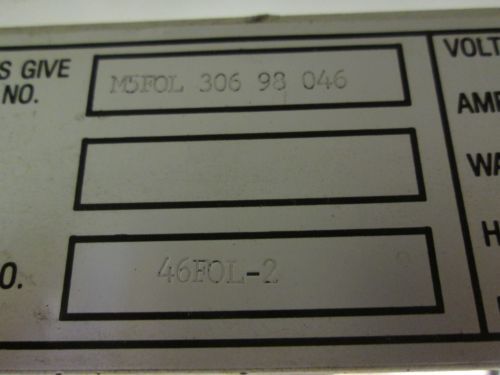 S GIVE
NO. M5FOL 306 98 046
O. 46FOL-2
VOLT
AMP
WA
H